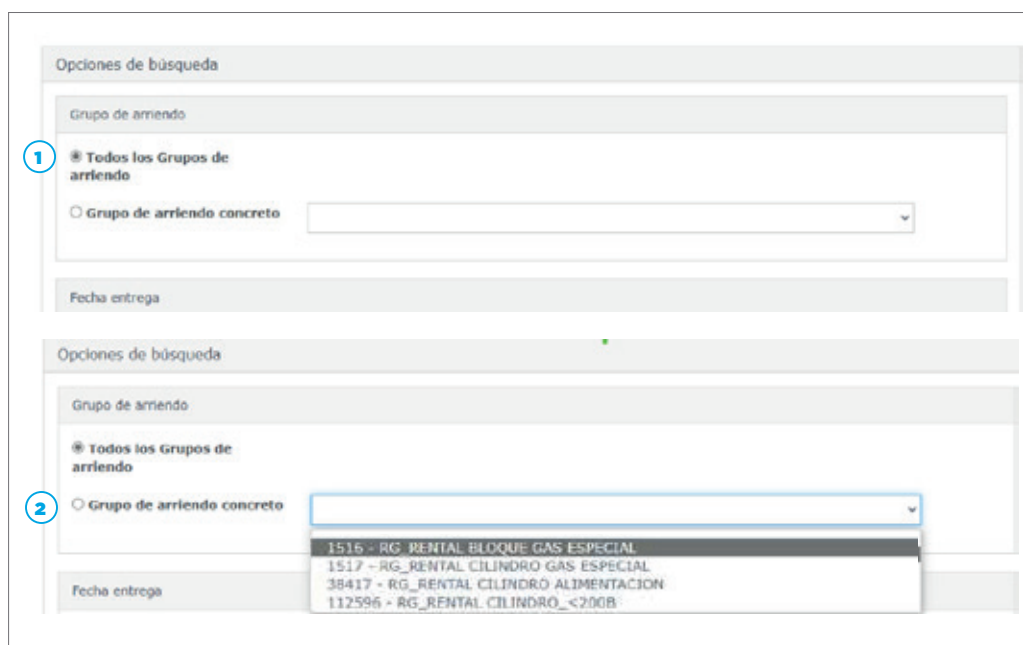 Opciones de búsqueda
Grupo de arriendo
1
Todos los Grupos de
arriendo
Grupo de arriendo concreto
Fecha entrega
Opciones de búsqueda
Grupo de arriendo
Todos los Grupos de
arriendo
2
Grupo de arriendo concreto
1516 - RG_RENTAL BLOQUE GAS ESPECIAL
1517 - RG_RENTAL CILINDRO GAS ESPECIAL
38417 - RG_RENTAL CILINDRO ALIMENTACION
112596 - RG_RENTAL CILINDRO_<200B
Fecha entrega